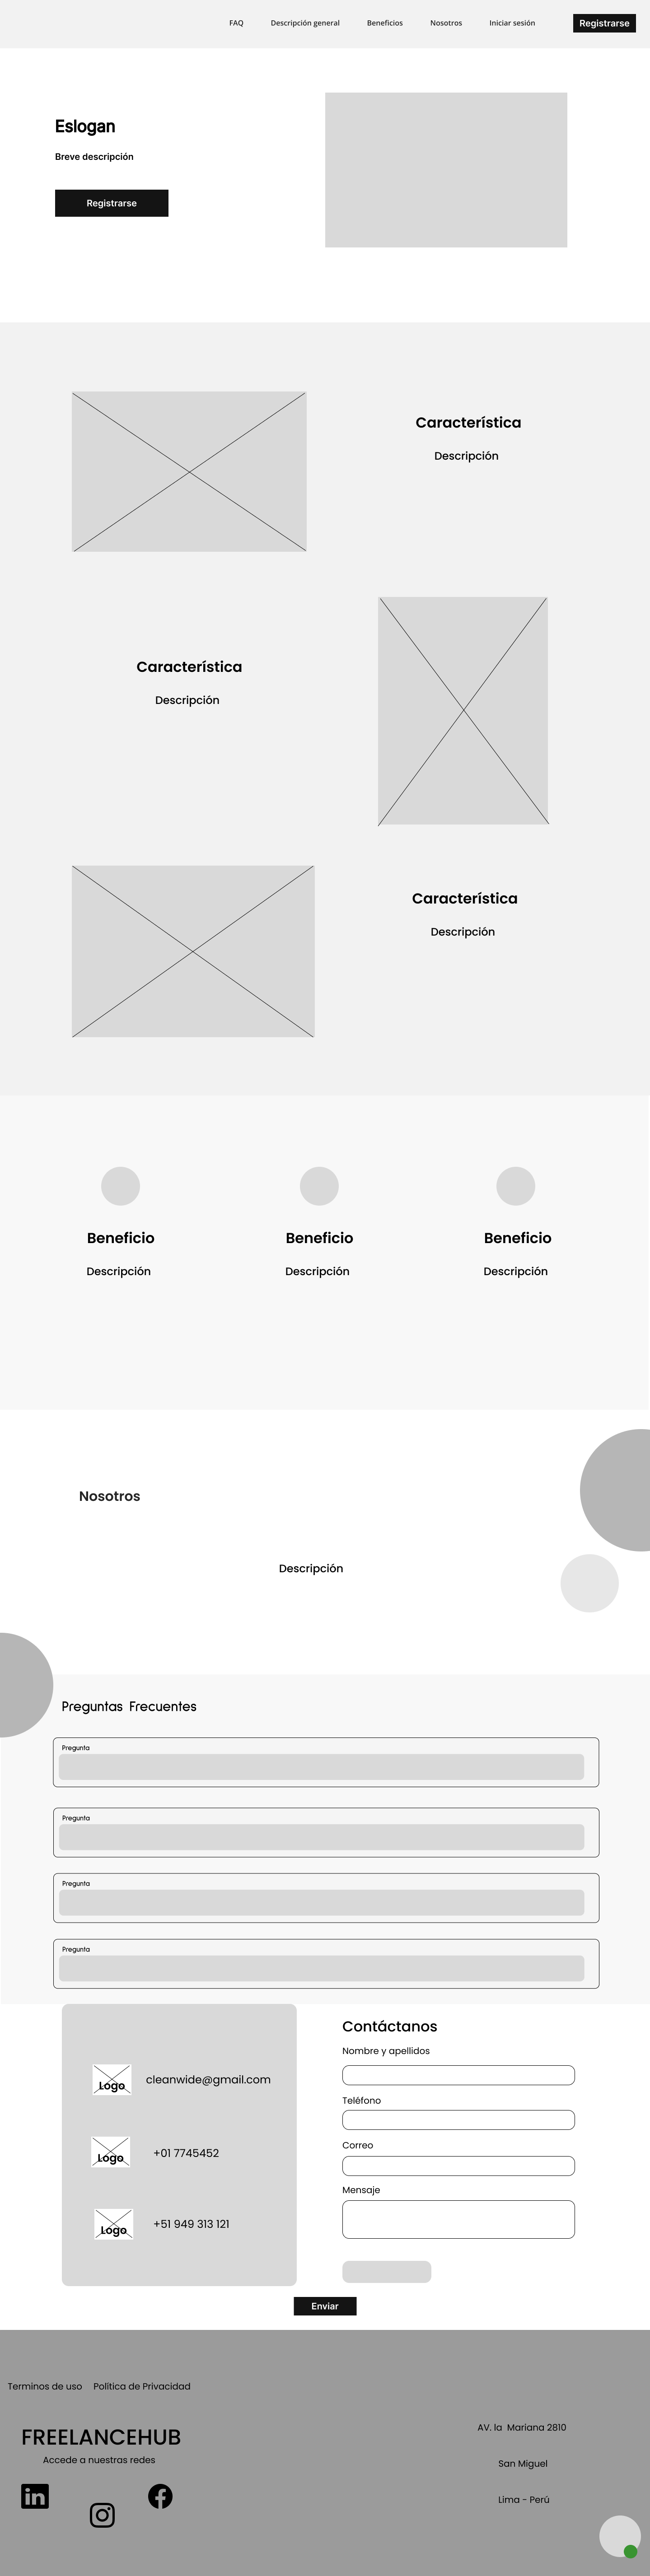 FAQ
Descripción general
Beneficios
Nosotros
Iniciar sesión
Registrarse
Eslogan
Breve descripción
Registrarse
Característica
Descripción
Característica
Descripción
Característica
Descripción
Beneficio
Beneficio
Beneficio
Descripción
Descripción
Descripción
Nosotros
Descripción
Preguntas Frecuentes
Pregunta
Pregunta
Pregunta
Pregunta
Logo
cleanwide@gmail.com
Logo
+01 7745452
Logo
+51 949 313 121
Contáctanos
Nombre y apellidos
Teléfono
Correo
Mensaje
Enviar
Terminos de uso
Politica de Privacidad
FREELANCEHUB
Accede a nuestras redes
AV. la Mariana 2810
San Miguel
Lima - Perú